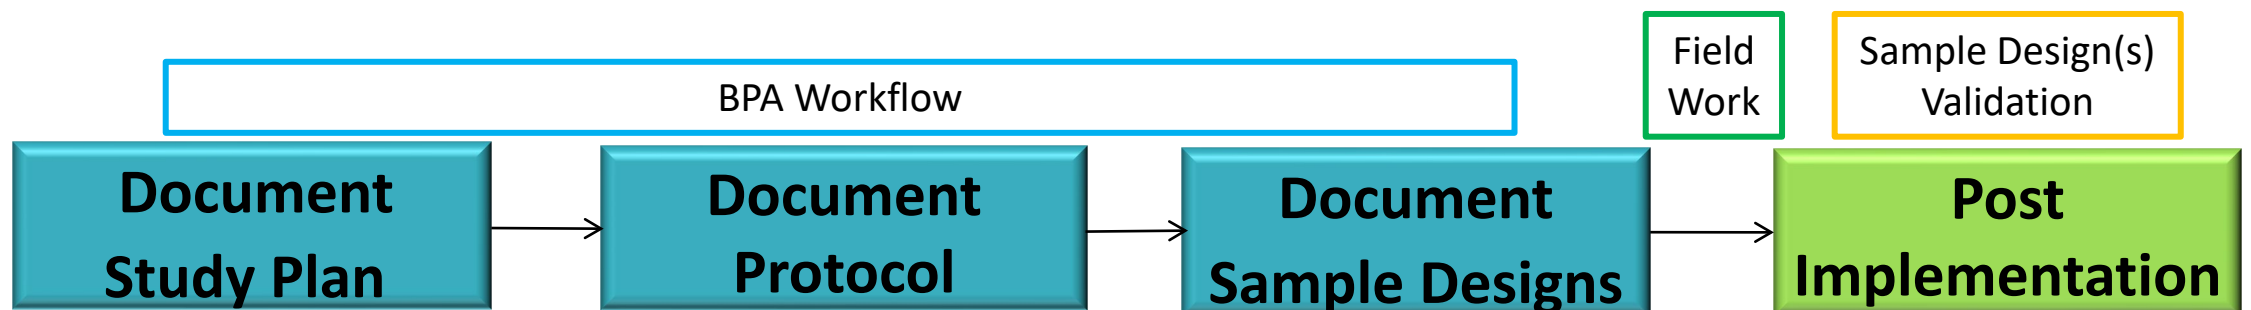 BPA Workflow
Field
Work
Sample Design(s)
Validation
Document
Study Plan
Document
Protocol
Document
Sample Designs
Post
Implementation